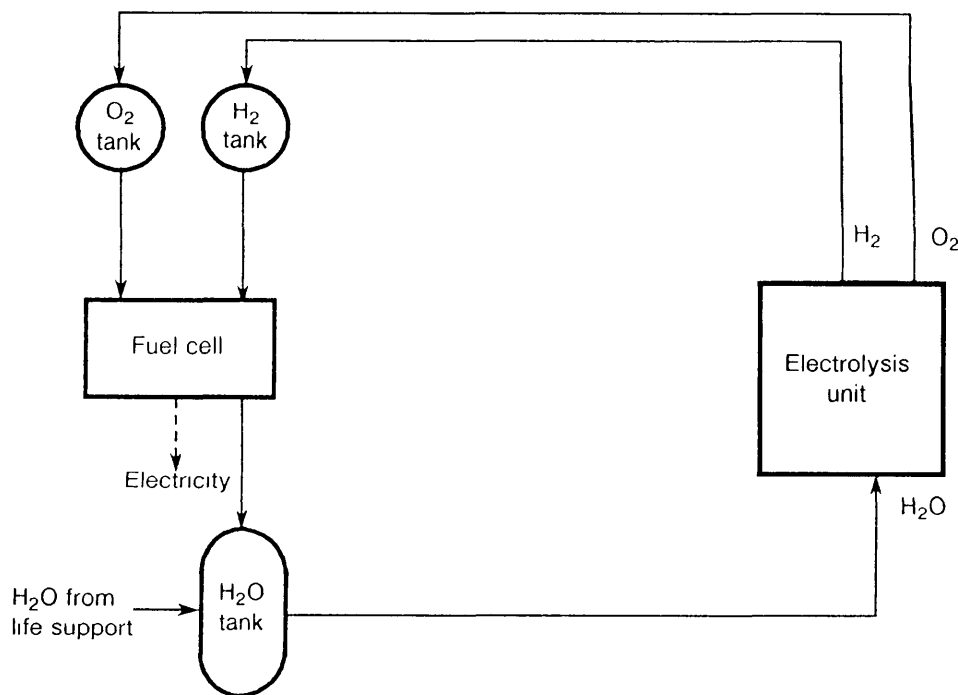 O₂
tank
H₂
tank
H₂
O₂
Fuel cell
Electrolysis
unit
Electricity
H₂O
H₂O from
life support
H₂O
tank